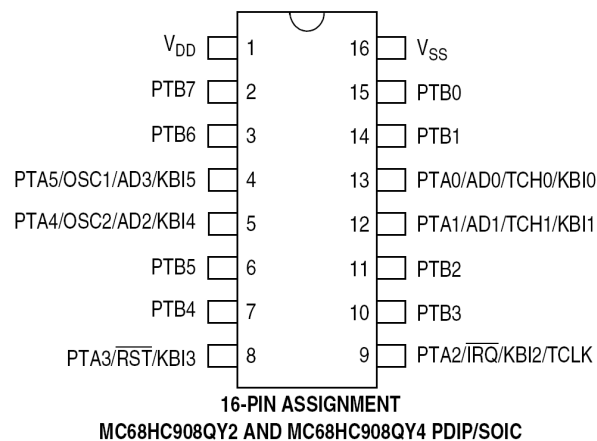 VDD 1 16 VSS
PTB7 2 15 PTB0
PTB6 3 14 PTB1
PTA5/OSC1/AD3/KBI5 4 13 PTA0/AD0/TCH0/KBI0
PTA4/OSC2/AD2/KBI4 5 12 PTA1/AD1/TCH1/KBI1
PTB5 6 11 PTB2
PTB4 7 10 PTB3
PTA3/R̅S̅T̅/KBI3 8 9 PTA2/I̅R̅Q̅/KBI2/TCLK
16-PIN ASSIGNMENT
MC68HC908QY2 AND MC68HC908QY4 PDIP/SOIC